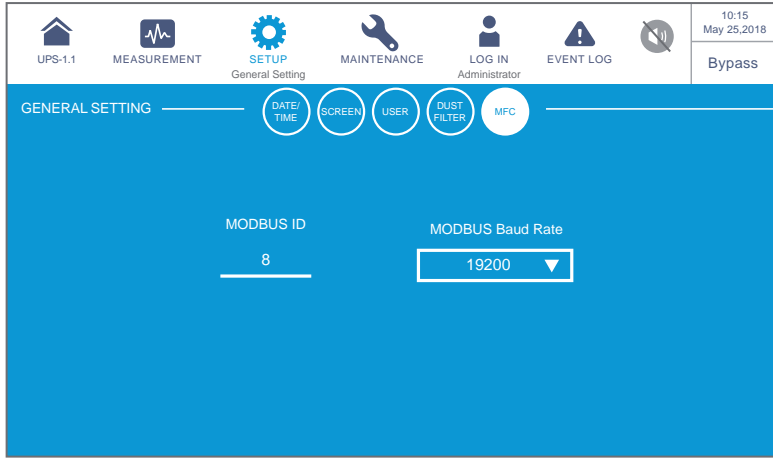 10:15
May 25,2018
UPS-1.1
MEASUREMENT
SETUP
General Setting
MAINTENANCE
LOG IN
Administrator
EVENT LOG
Bypass
GENERAL SETTING
DATE/
TIME
SCREEN
USER
DUST
FILTER
MFC
MODBUS ID
8
MODBUS Baud Rate
19200